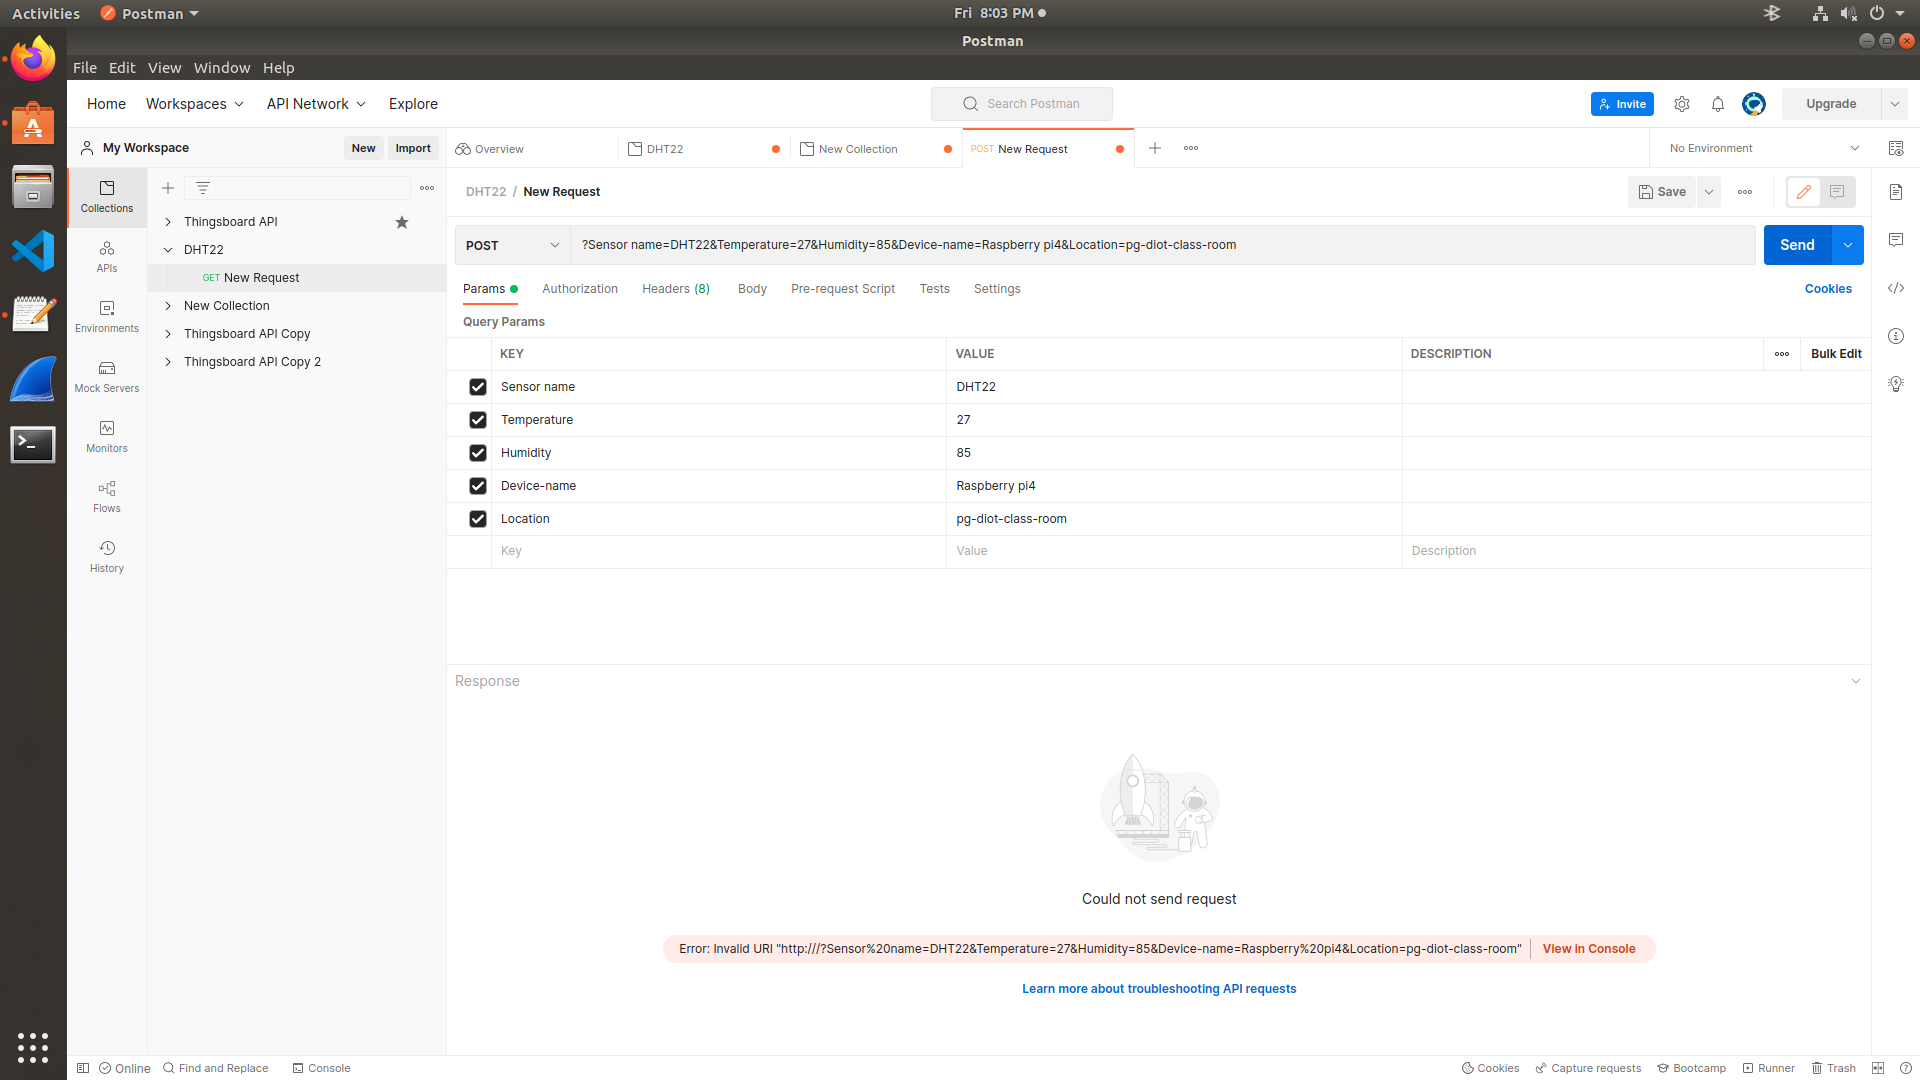 Activities
Postman
Fri 8:03 PM
Postman
File Edit View Window Help
Home Workspaces API Network Explore
Search Postman
Invite
Upgrade
My Workspace
New Import
Overview
DHT22
New Collection
POST New Request
No Environment
Collections
APIs
Environments
Mock Servers
Monitors
Flows
History
Thingsboard API
DHT22
GET New Request
New Collection
Thingsboard API Copy
Thingsboard API Copy 2
DHT22 / New Request
Save
POST
?Sensor name=DHT22&Temperature=27&Humidity=85&Device-name=Raspberry pi4&Location=pg-diot-class-room
Send
Params Authorization Headers (8) Body Pre-request Script Tests Settings
Cookies
Query Params
KEY VALUE DESCRIPTION Bulk Edit
Sensor name DHT22
Temperature 27
Humidity 85
Device-name Raspberry pi4
Location pg-diot-class-room
Key Value Description
Response
Could not send request
Error: Invalid URI "http:///?Sensor%20name=DHT22&Temperature=27&Humidity=85&Device-name=Raspberry%20pi4&Location=pg-diot-class-room" View in Console
Learn more about troubleshooting API requests
Online Find and Replace Console
Cookies Capture requests Bootcamp Runner Trash